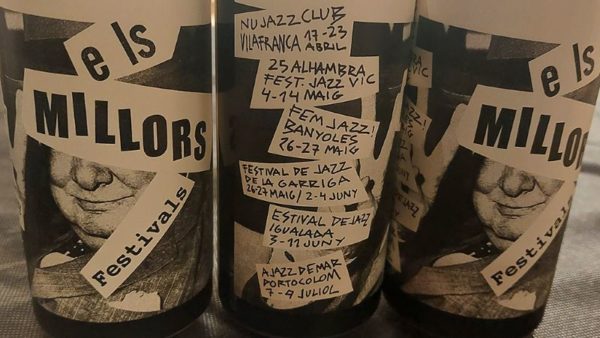 els
MILLORS
Festivals
NU JAZZ CLUB
VILAFRANCA 17-23
ABRIL
25 ALHAMBRA
FEST. JAZZ VIC
4-14 MAIG
FEM JAZZ!
BANYOLES
26-27 MAIG
FESTIVAL DE JAZZ
DE LA GARRIGA
26-27 MAIG / 2-4 JUNY
ESTIVAL DE JAZZ
IGUALADA
3-11 JUNY
A JAZZ DE MAR
PORTOCOLOM
7-9 JULIOL
els
MILLO
Festivals